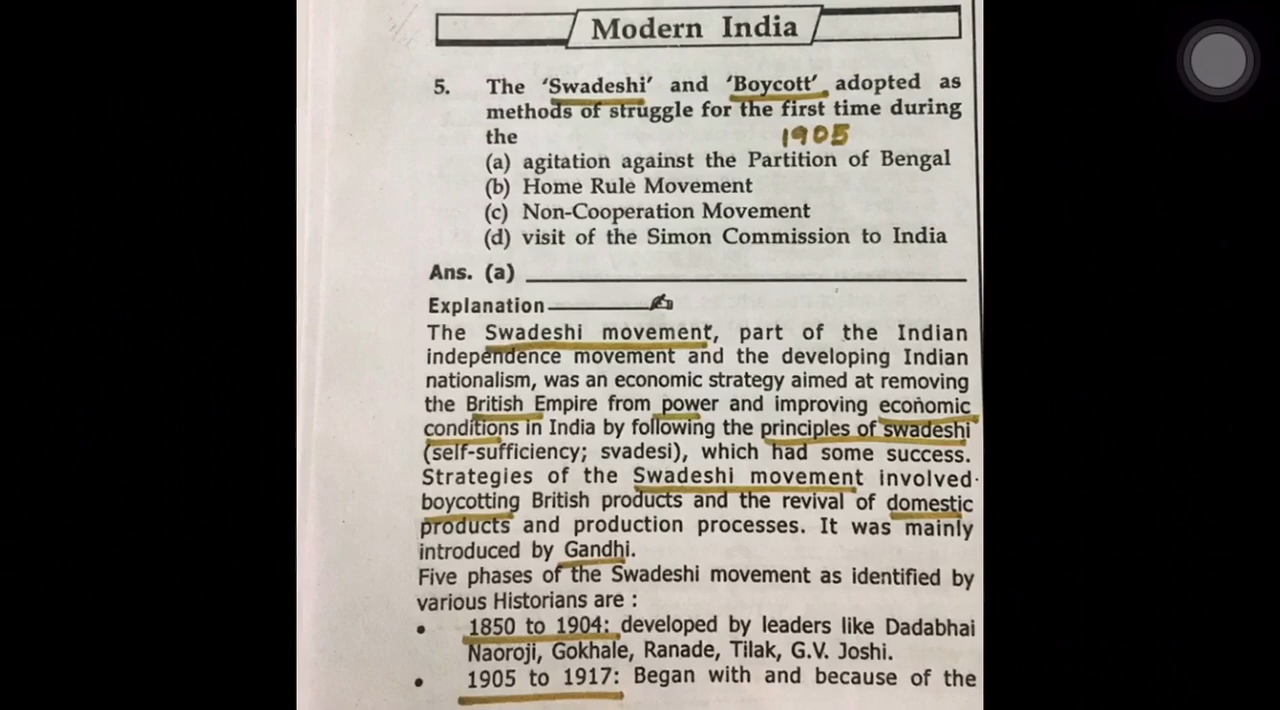 Modern India
5. The 'Swadeshi' and 'Boycott' adopted as
methods of struggle for the first time during
the
1905
(a) agitation against the Partition of Bengal
(b) Home Rule Movement
(c) Non-Cooperation Movement
(d) visit of the Simon Commission to India
Ans. (a)
Explanation
The Swadeshi movement, part of the Indian
independence movement and the developing Indian
nationalism, was an economic strategy aimed at removing
the British Empire from power and improving economic
conditions in India by following the principles of swadeshi
(self-sufficiency; svadesi), which had some success.
Strategies of the Swadeshi movement involved
boycotting British products and the revival of domestic
products and production processes. It was mainly
introduced by Gandhi.
Five phases of the Swadeshi movement as identified by
various Historians are :
• 1850 to 1904: developed by leaders like Dadabhai
Naoroji, Gokhale, Ranade, Tilak, G.V. Joshi.
• 1905 to 1917: Began with and because of the